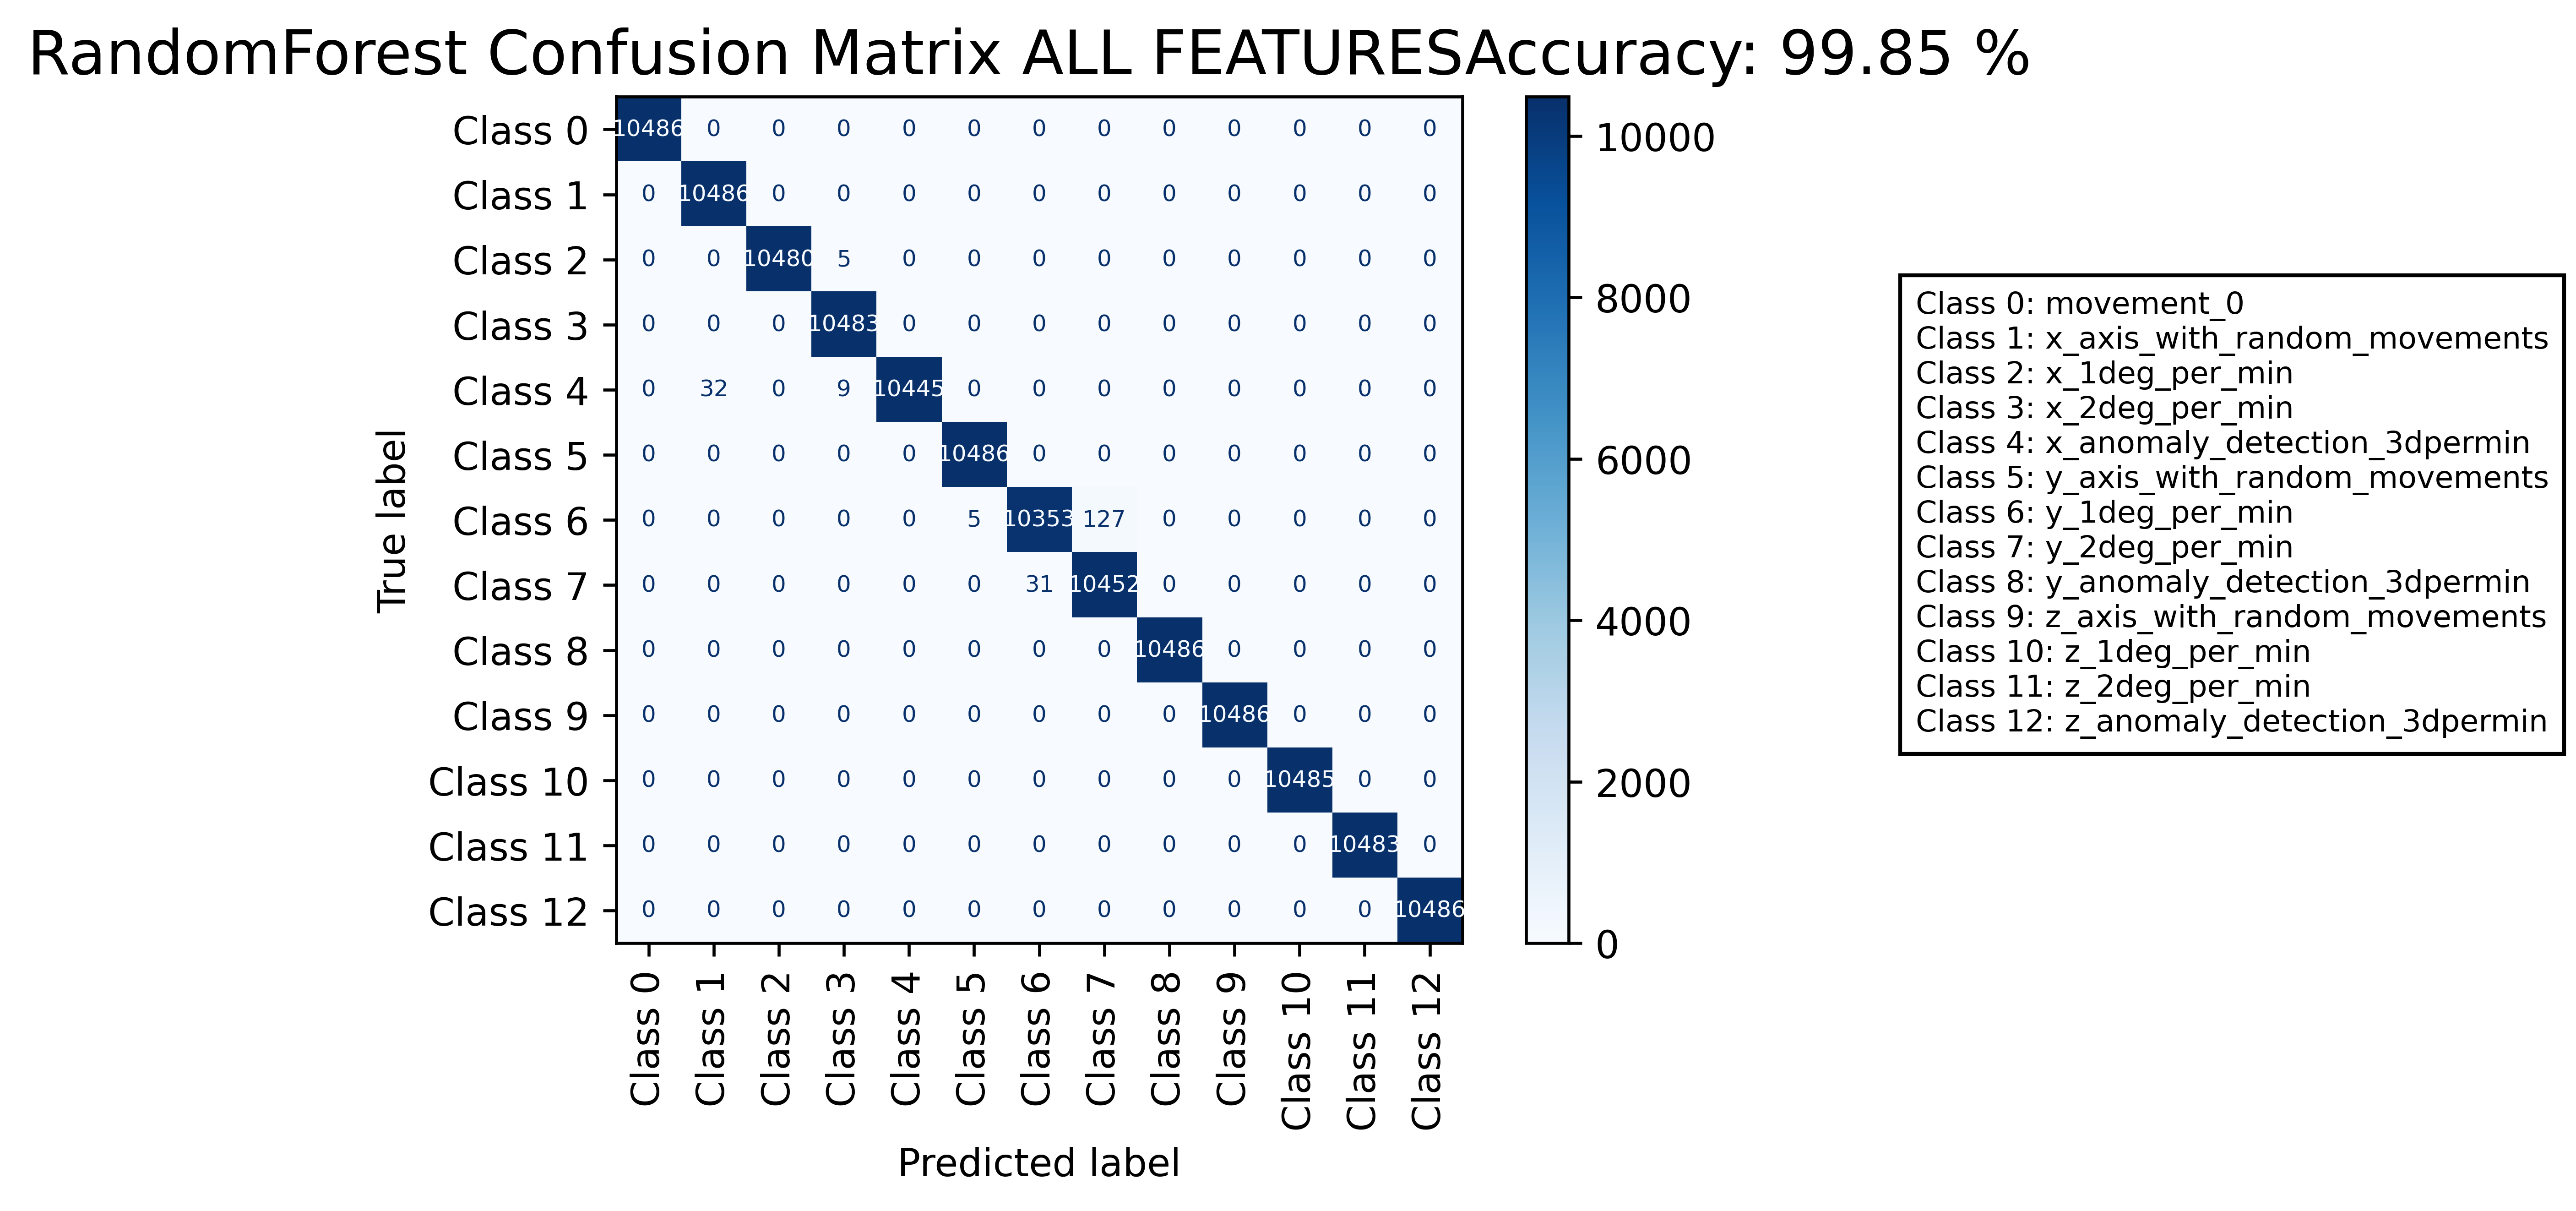 RandomForest Confusion Matrix ALL FEATURESAccuracy: 99.85 %
Class 0 10486 0 0 0 0 0 0 0 0 0 0 0 0
Class 1 0 10486 0 0 0 0 0 0 0 0 0 0 0
Class 2 0 0 10480 5 0 0 0 0 0 0 0 0 0
Class 3 0 0 0 10483 0 0 0 0 0 0 0 0 0
Class 4 0 32 0 9 10445 0 0 0 0 0 0 0 0
Class 5 0 0 0 0 0 10486 0 0 0 0 0 0 0
Class 6 0 0 0 0 0 5 10353 127 0 0 0 0 0
Class 7 0 0 0 0 0 0 31 10452 0 0 0 0 0
Class 8 0 0 0 0 0 0 0 0 10486 0 0 0 0
Class 9 0 0 0 0 0 0 0 0 0 10486 0 0 0
Class 10 0 0 0 0 0 0 0 0 0 0 10485 0 0
Class 11 0 0 0 0 0 0 0 0 0 0 0 10483 0
Class 12 0 0 0 0 0 0 0 0 0 0 0 0 10486
True label
Class 0
Class 1
Class 2
Class 3
Class 4
Class 5
Class 6
Class 7
Class 8
Class 9
Class 10
Class 11
Class 12
Predicted label
10000
8000
6000
4000
2000
0
Class 0: movement_0
Class 1: x_axis_with_random_movements
Class 2: x_1deg_per_min
Class 3: x_2deg_per_min
Class 4: x_anomaly_detection_3dpermin
Class 5: y_axis_with_random_movements
Class 6: y_1deg_per_min
Class 7: y_2deg_per_min
Class 8: y_anomaly_detection_3dpermin
Class 9: z_axis_with_random_movements
Class 10: z_1deg_per_min
Class 11: z_2deg_per_min
Class 12: z_anomaly_detection_3dpermin